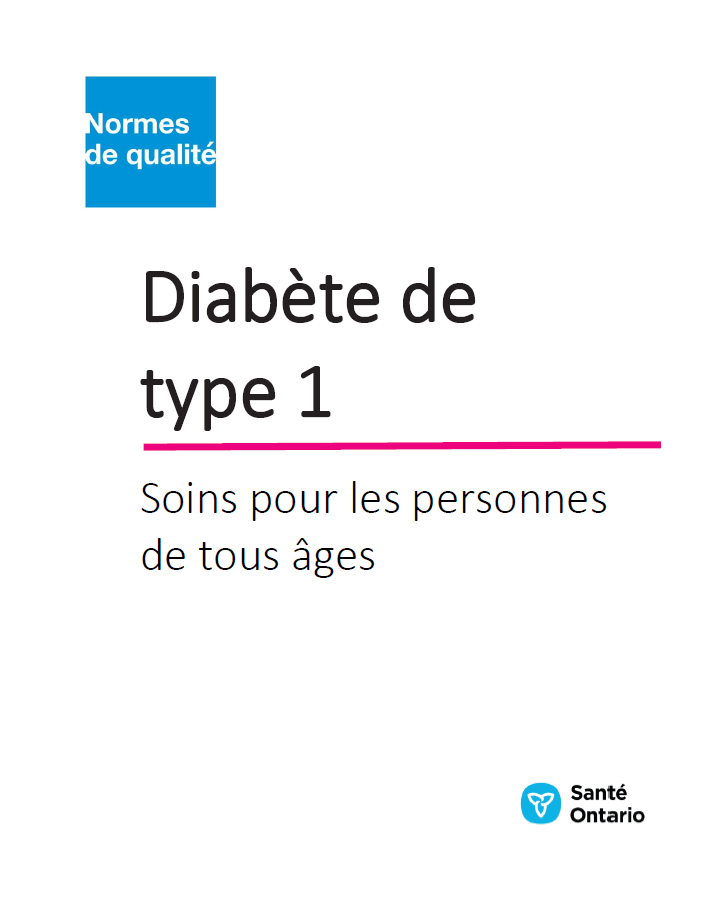 Normes
de qualité
Diabète de
type 1
Soins pour les personnes
de tous âges
Santé
Ontario